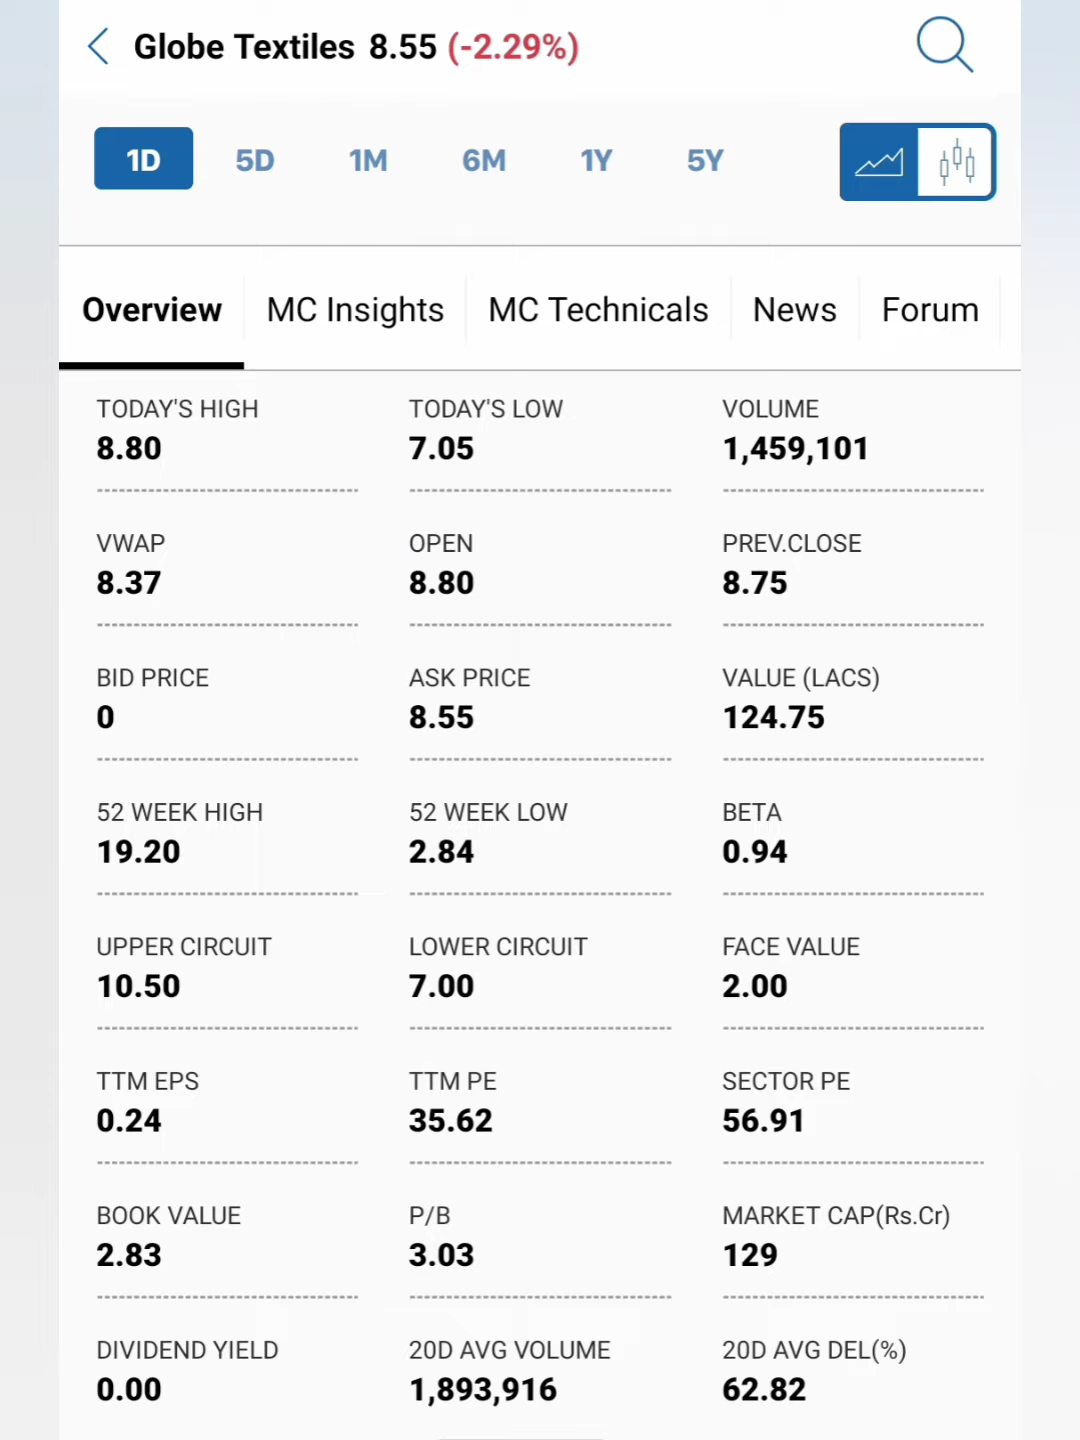 Globe Textiles 8.55 (-2.29%)
1D 5D 1M 6M 1Y 5Y
Overview MC Insights MC Technicals News Forum
TODAY'S HIGH TODAY'S LOW VOLUME
8.80 7.05 1,459,101
VWAP OPEN PREV.CLOSE
8.37 8.80 8.75
BID PRICE ASK PRICE VALUE (LACS)
0 8.55 124.75
52 WEEK HIGH 52 WEEK LOW BETA
19.20 2.84 0.94
UPPER CIRCUIT LOWER CIRCUIT FACE VALUE
10.50 7.00 2.00
TTM EPS TTM PE SECTOR PE
0.24 35.62 56.91
BOOK VALUE P/B MARKET CAP(Rs.Cr)
2.83 3.03 129
DIVIDEND YIELD 20D AVG VOLUME 20D AVG DEL(%)
0.00 1,893,916 62.82